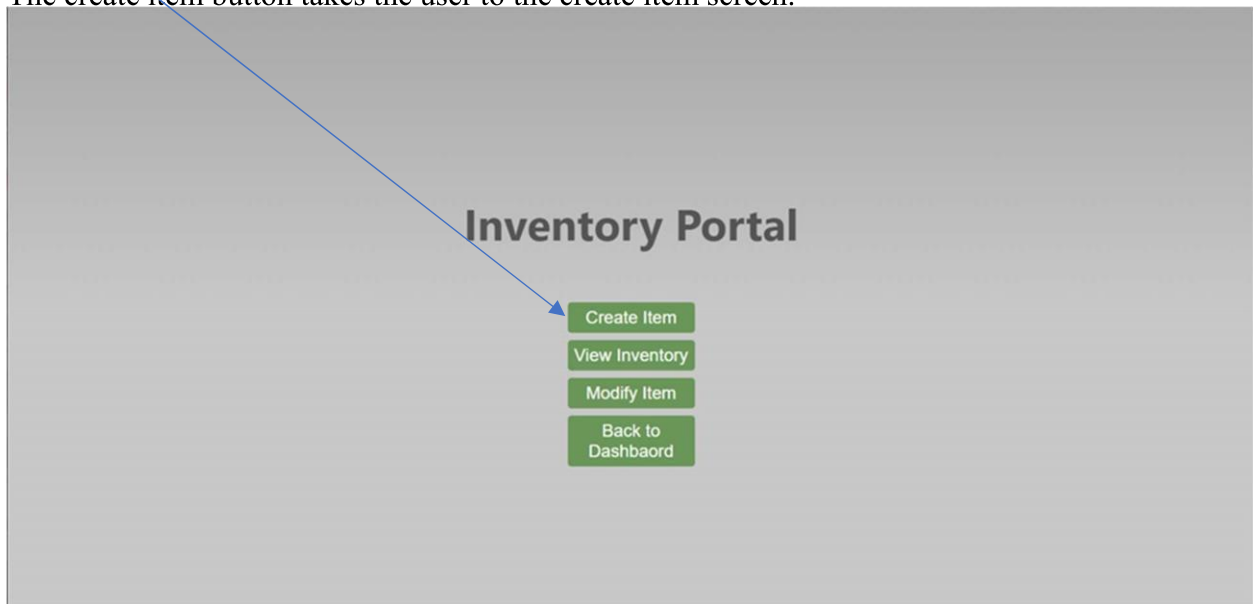 The create item button takes the user to the create item screen.
Inventory Portal
Create Item
View Inventory
Modify Item
Back to
Dashbaord